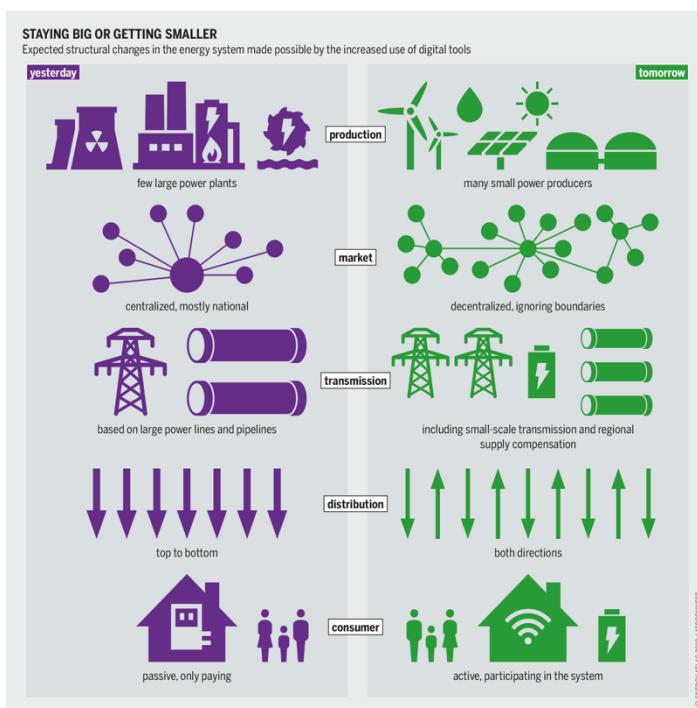 STAYING BIG OR GETTING SMALLER
Expected structural changes in the energy system made possible by the increased use of digital tools
yesterday
tomorrow
production
few large power plants
many small power producers
market
centralized, mostly national
decentralized, ignoring boundaries
transmission
based on large power lines and pipelines
including small-scale transmission and regional
supply compensation
distribution
top to bottom
both directions
consumer
passive, only paying
active, participating in the system